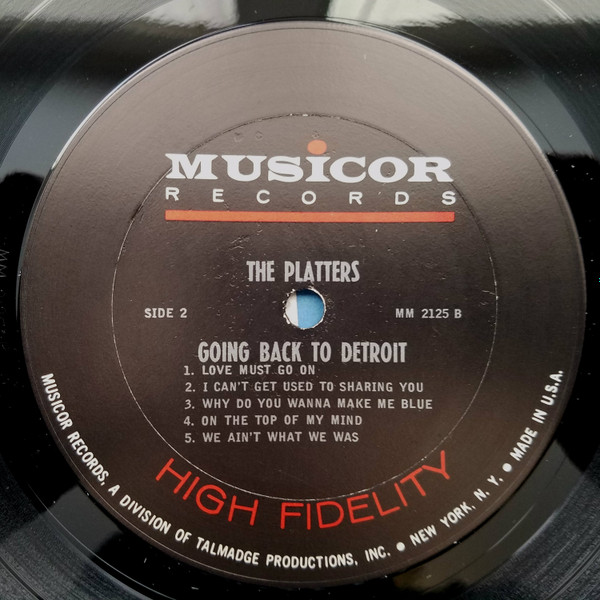 MUSICOR
RECORDS
THE PLATTERS
SIDE 2
MM 2125 B
GOING BACK TO DETROIT
1. LOVE MUST GO ON
2. I CAN'T GET USED TO SHARING YOU
3. WHY DO YOU WANNA MAKE ME BLUE
4. ON THE TOP OF MY MIND
5. WE AIN'T WHAT WE WAS
HIGH FIDELITY
MUSICOR RECORDS, A DIVISION OF TALMADGE PRODUCTIONS, INC. ● NEW YORK, N. Y. ● MADE IN U.S.A.